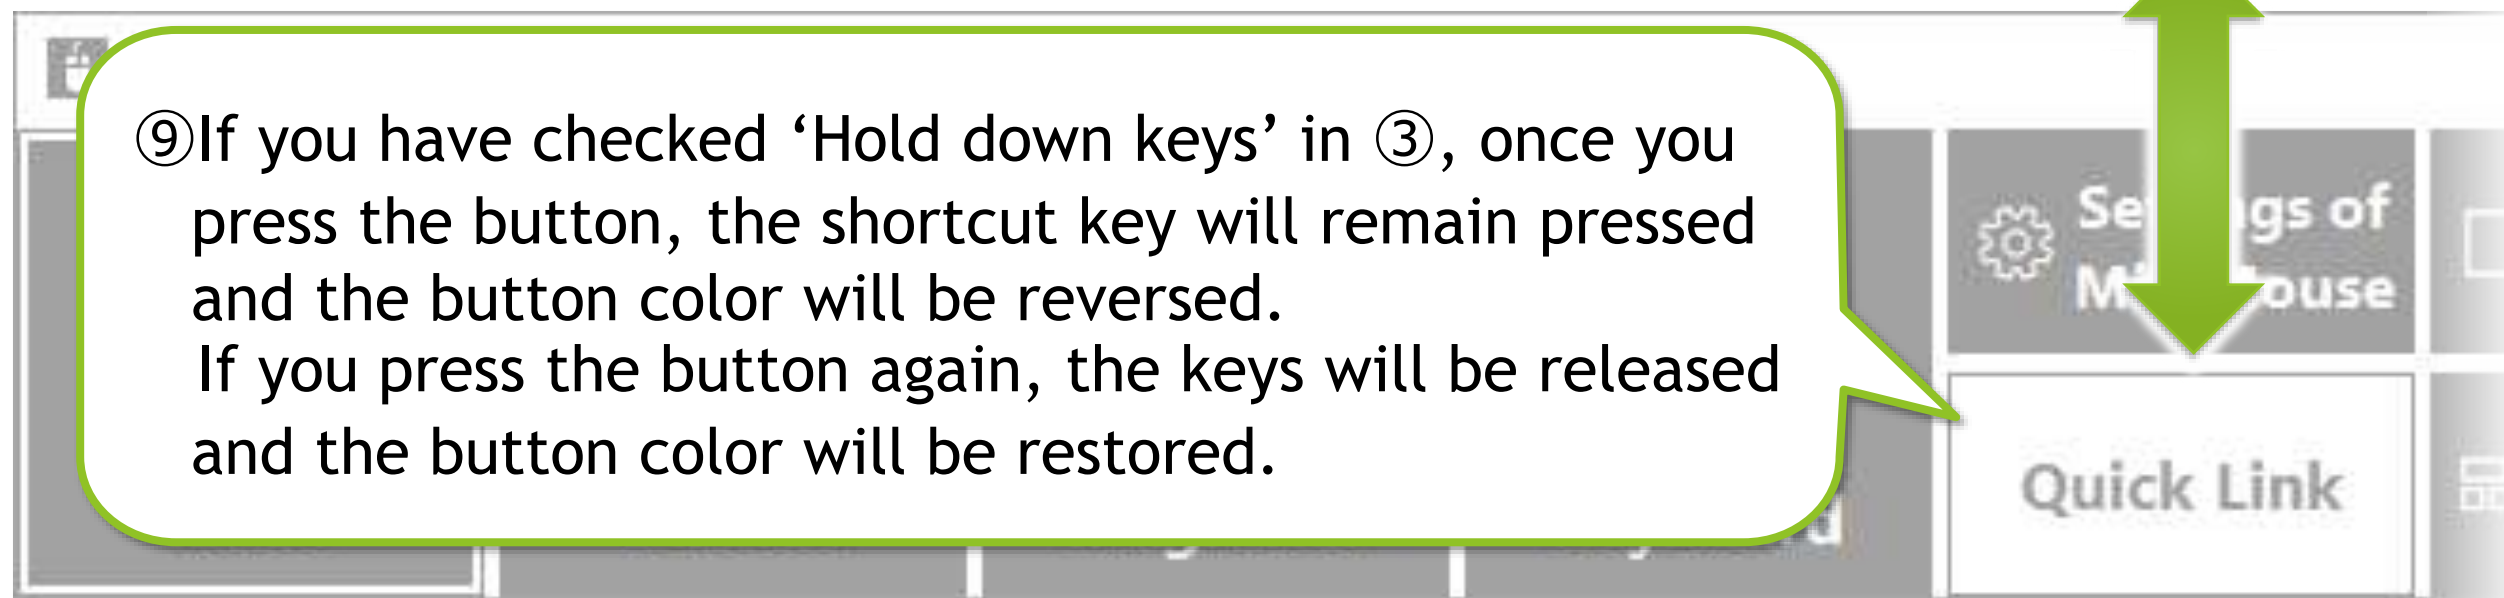 ⑨If you have checked ‘Hold down keys’ in ③, once you
press the button, the shortcut key will remain pressed
and the button color will be reversed.
If you press the button again, the keys will be released
and the button color will be restored.
of
Quick Link